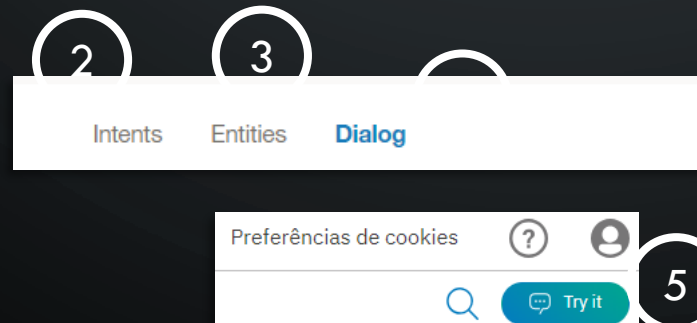 2 3
Intents Entities Dialog
Preferências de cookies ?
Try it 5